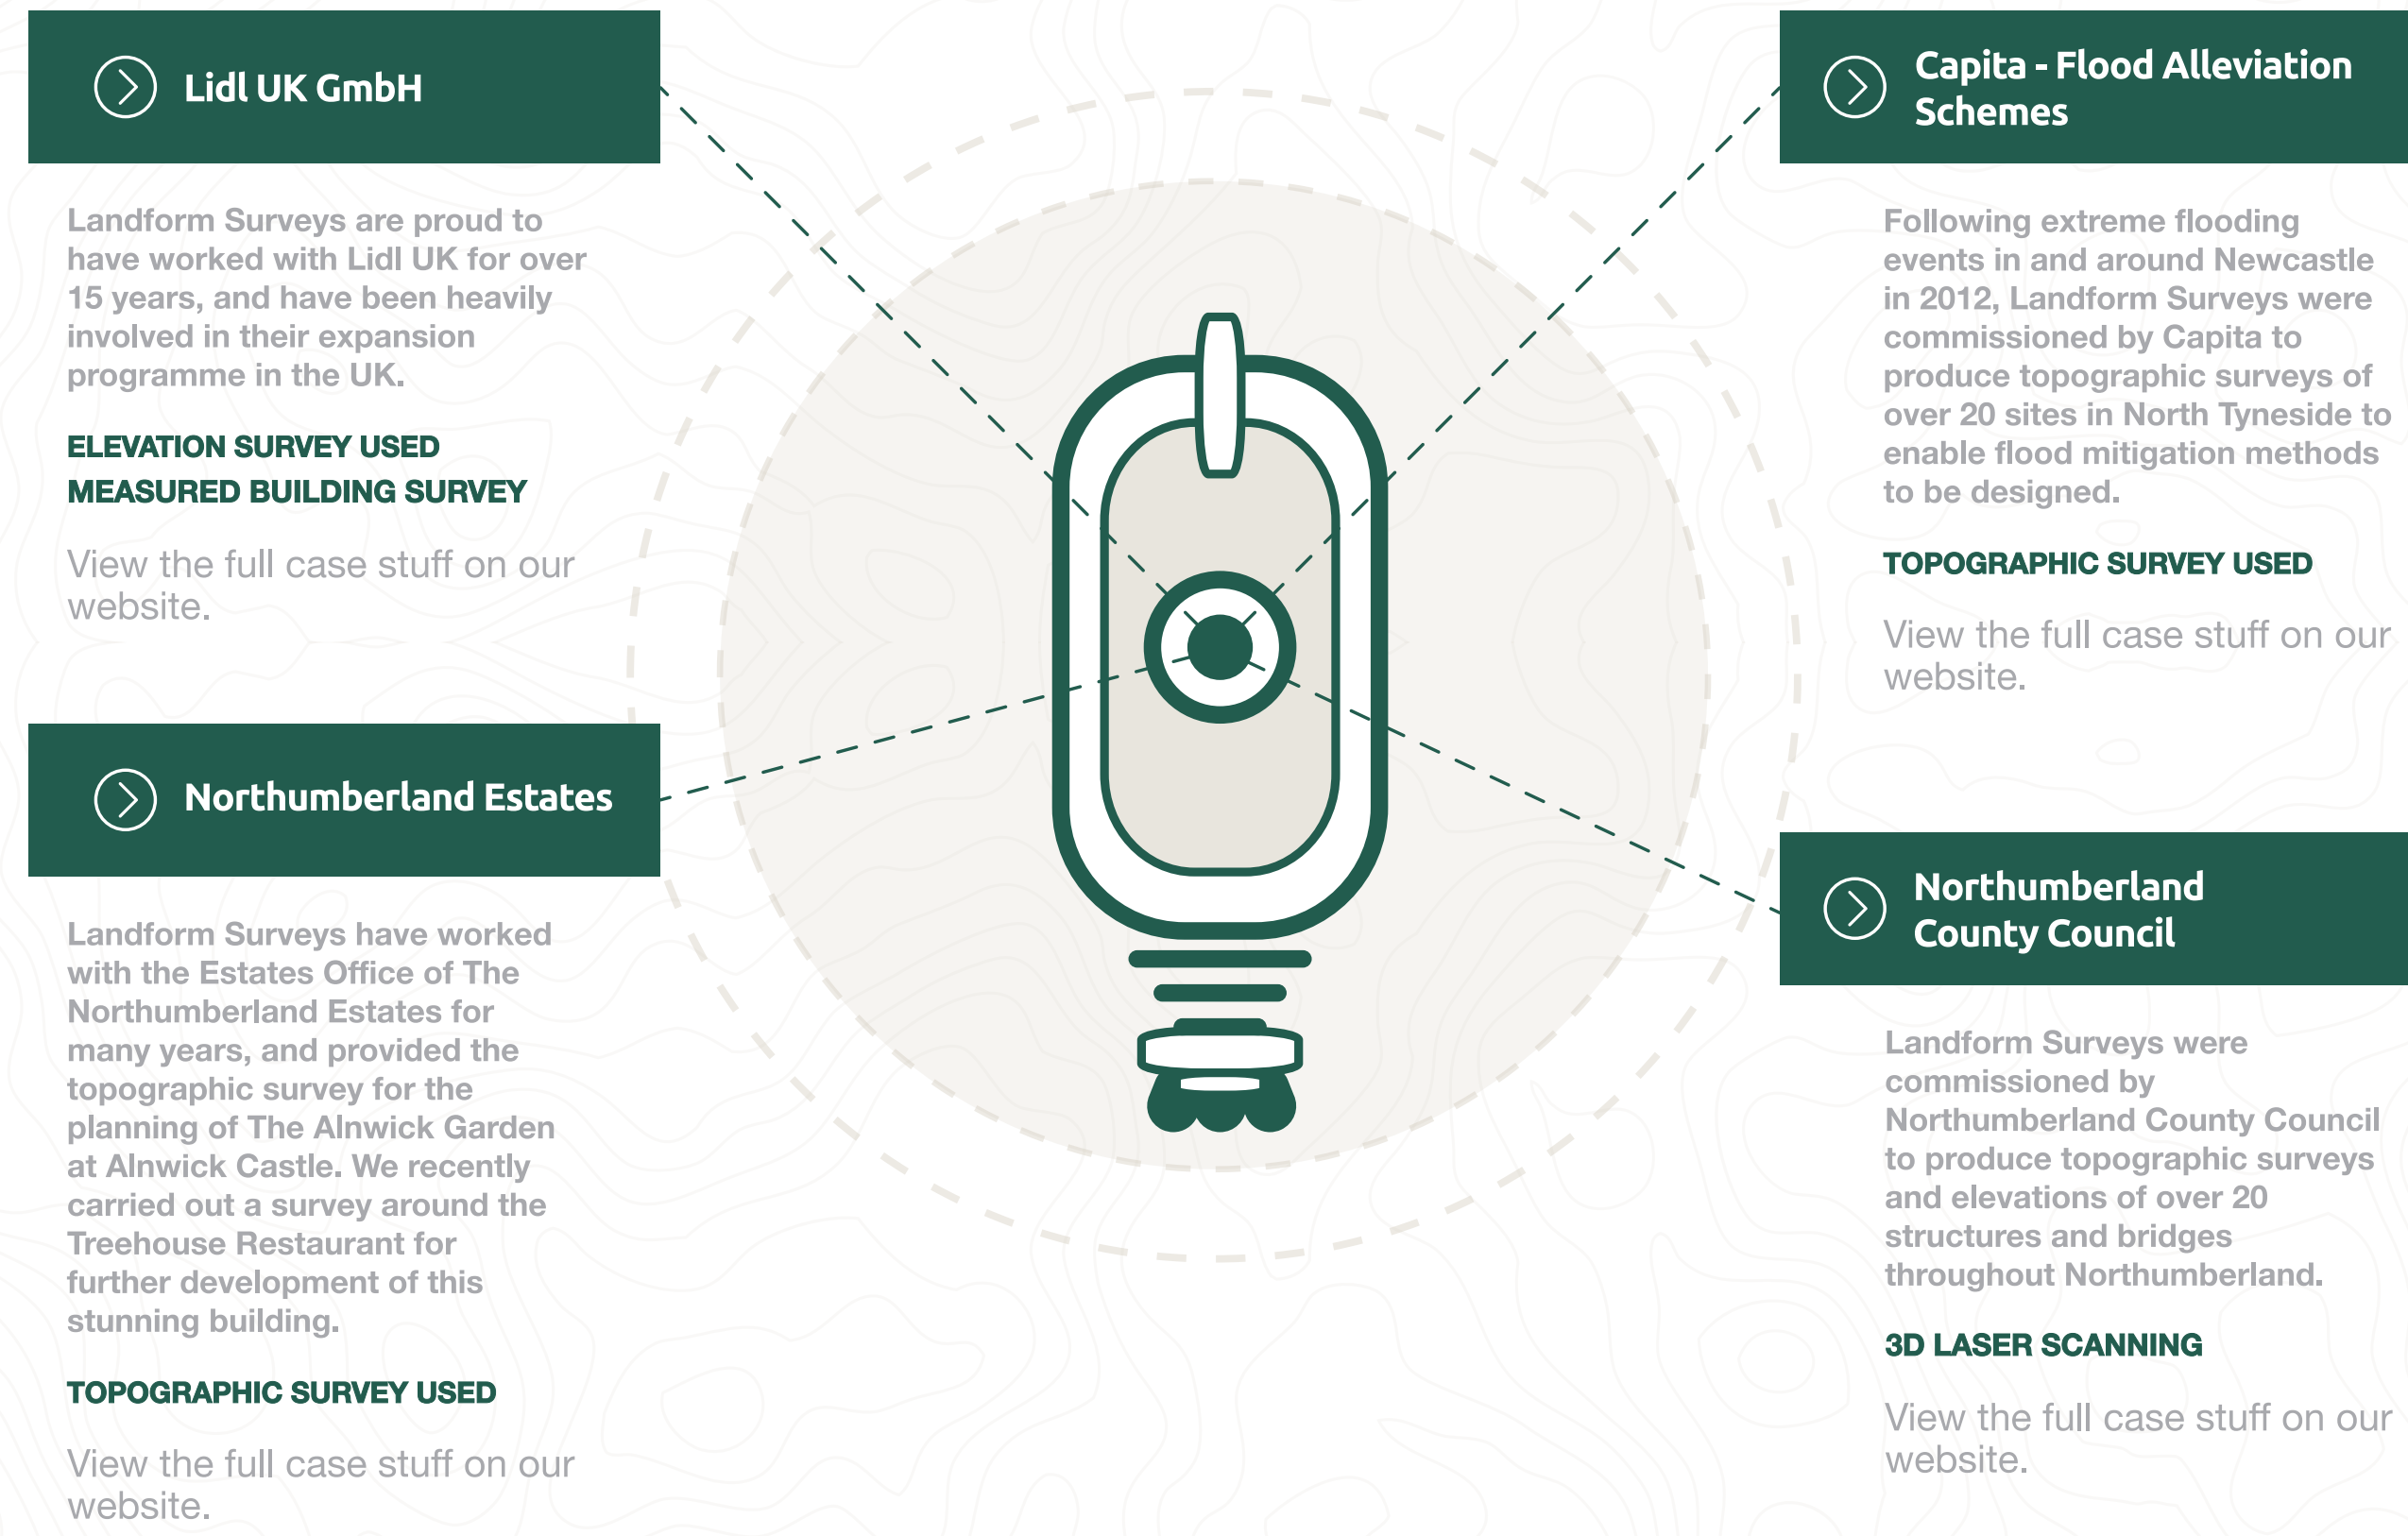 Lidl UK GmbH
Landform Surveys are proud to
have worked with Lidl UK for over
15 years, and have been heavily
involved in their expansion
programme in the UK.
ELEVATION SURVEY USED
MEASURED BUILDING SURVEY
View the full case stuff on our
website.
Northumberland Estates
Landform Surveys have worked
with the Estates Office of The
Northumberland Estates for
many years, and provided the
topographic survey for the
planning of The Alnwick Garden
at Alnwick Castle. We recently
carried out a survey around the
Treehouse Restaurant for
further development of this
stunning building.
TOPOGRAPHIC SURVEY USED
View the full case stuff on our
website.
Capita - Flood Alleviation
Schemes
Following extreme flooding
events in and around Newcastle
in 2012, Landform Surveys were
commissioned by Capita to
produce topographic surveys of
over 20 sites in North Tyneside to
enable flood mitigation methods
to be designed.
TOPOGRAPHIC SURVEY USED
View the full case stuff on our
website.
Northumberland
County Council
Landform Surveys were
commissioned by
Northumberland County Council
to produce topographic surveys
and elevations of over 20
structures and bridges
throughout Northumberland.
3D LASER SCANNING
View the full case stuff on our
website.